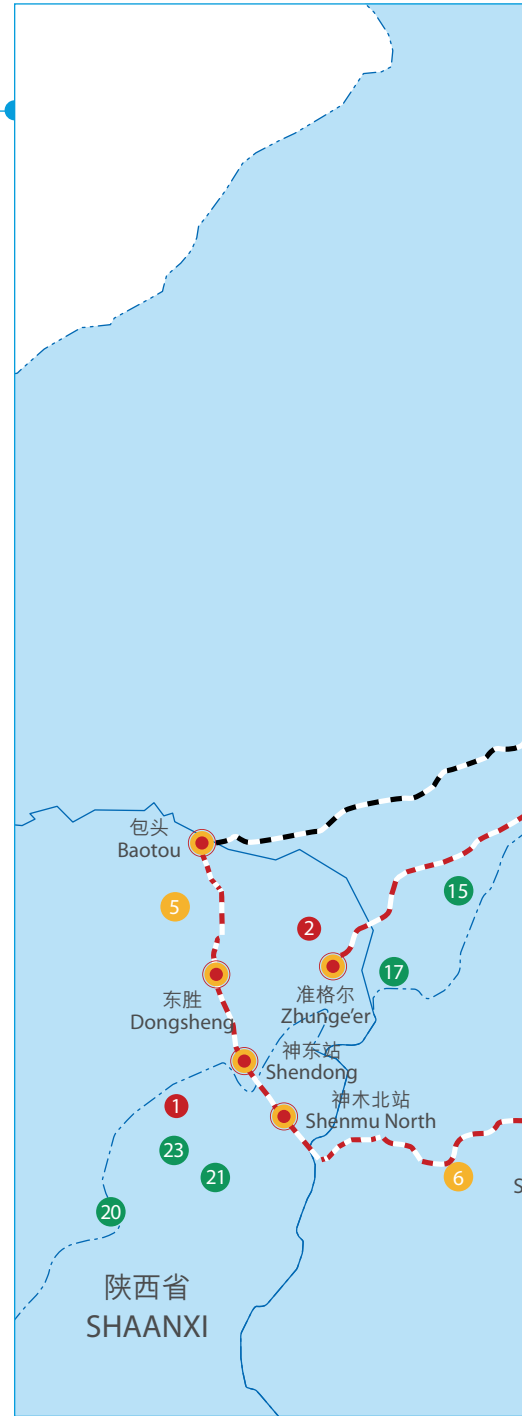 包头
Baotou
5
15
2
17
准格尔
Zhunge'er
东胜
Dongsheng
神东站
Shendong
神木北站
Shenmu North
1
23
21
6
S
20
陕西省
SHAANXI